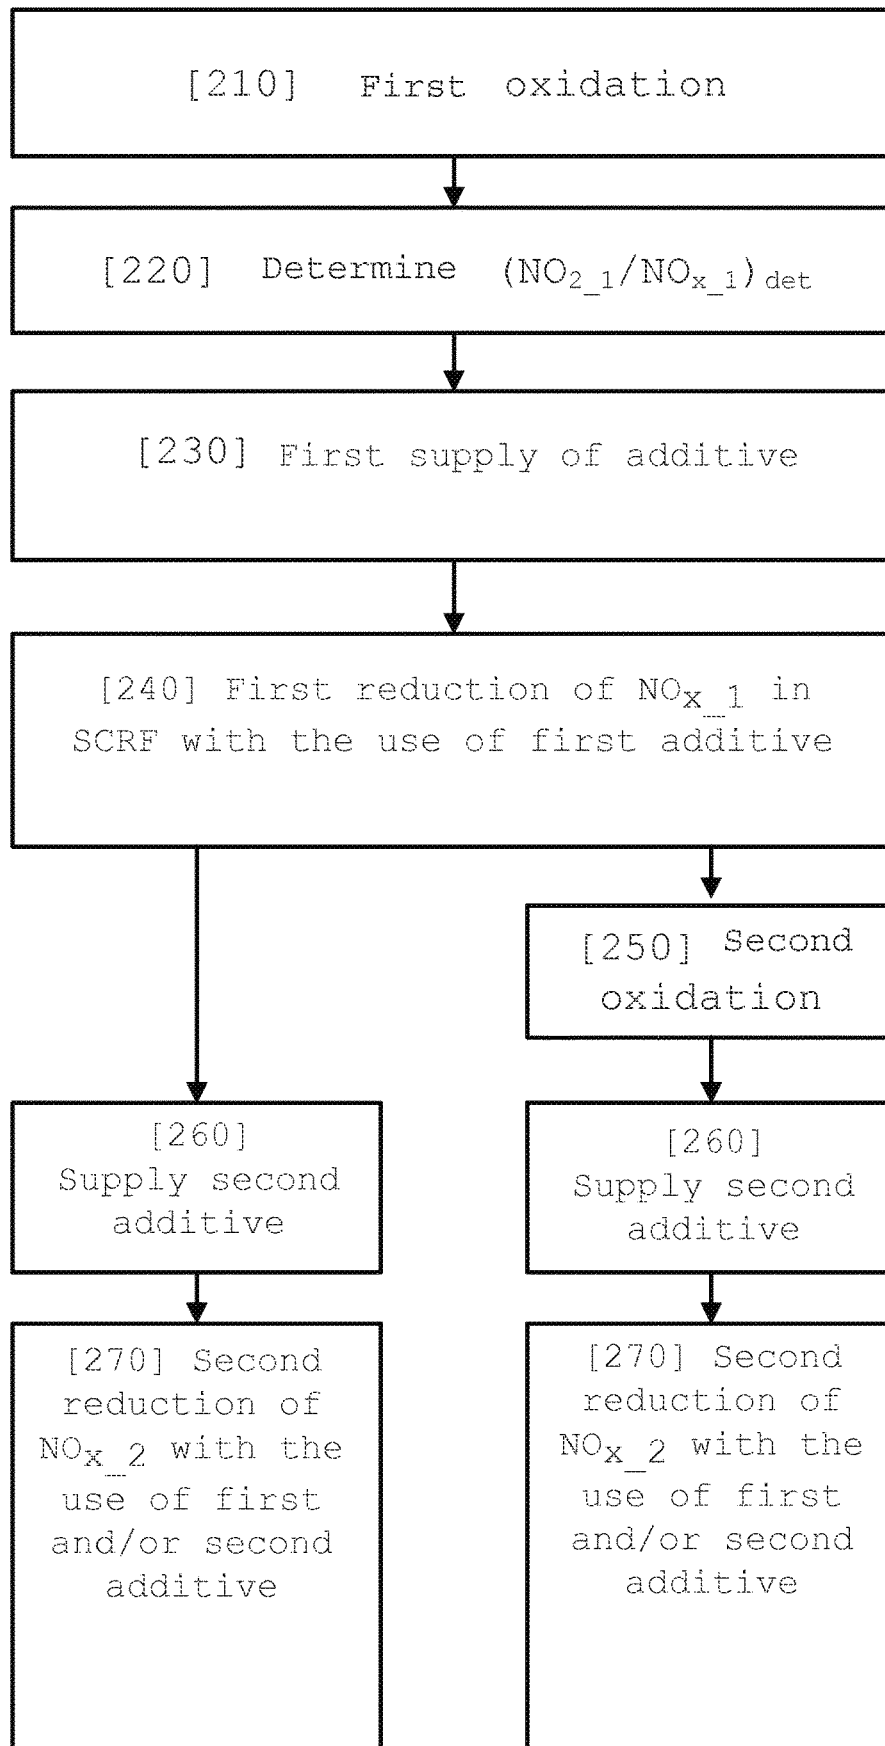 [210] First oxidation
[220] Determine (NO2_1/NOx_1)det
[230] First supply of additive
[240] First reduction of NOx_1 in
SCRF with the use of first additive
[250] Second
oxidation
[260]
Supply second
additive
[260]
Supply second
additive
[270] Second
reduction of
NOx_2 with the
use of first
and/or second
additive
[270] Second
reduction of
NOx_2 with the
use of first
and/or second
additive